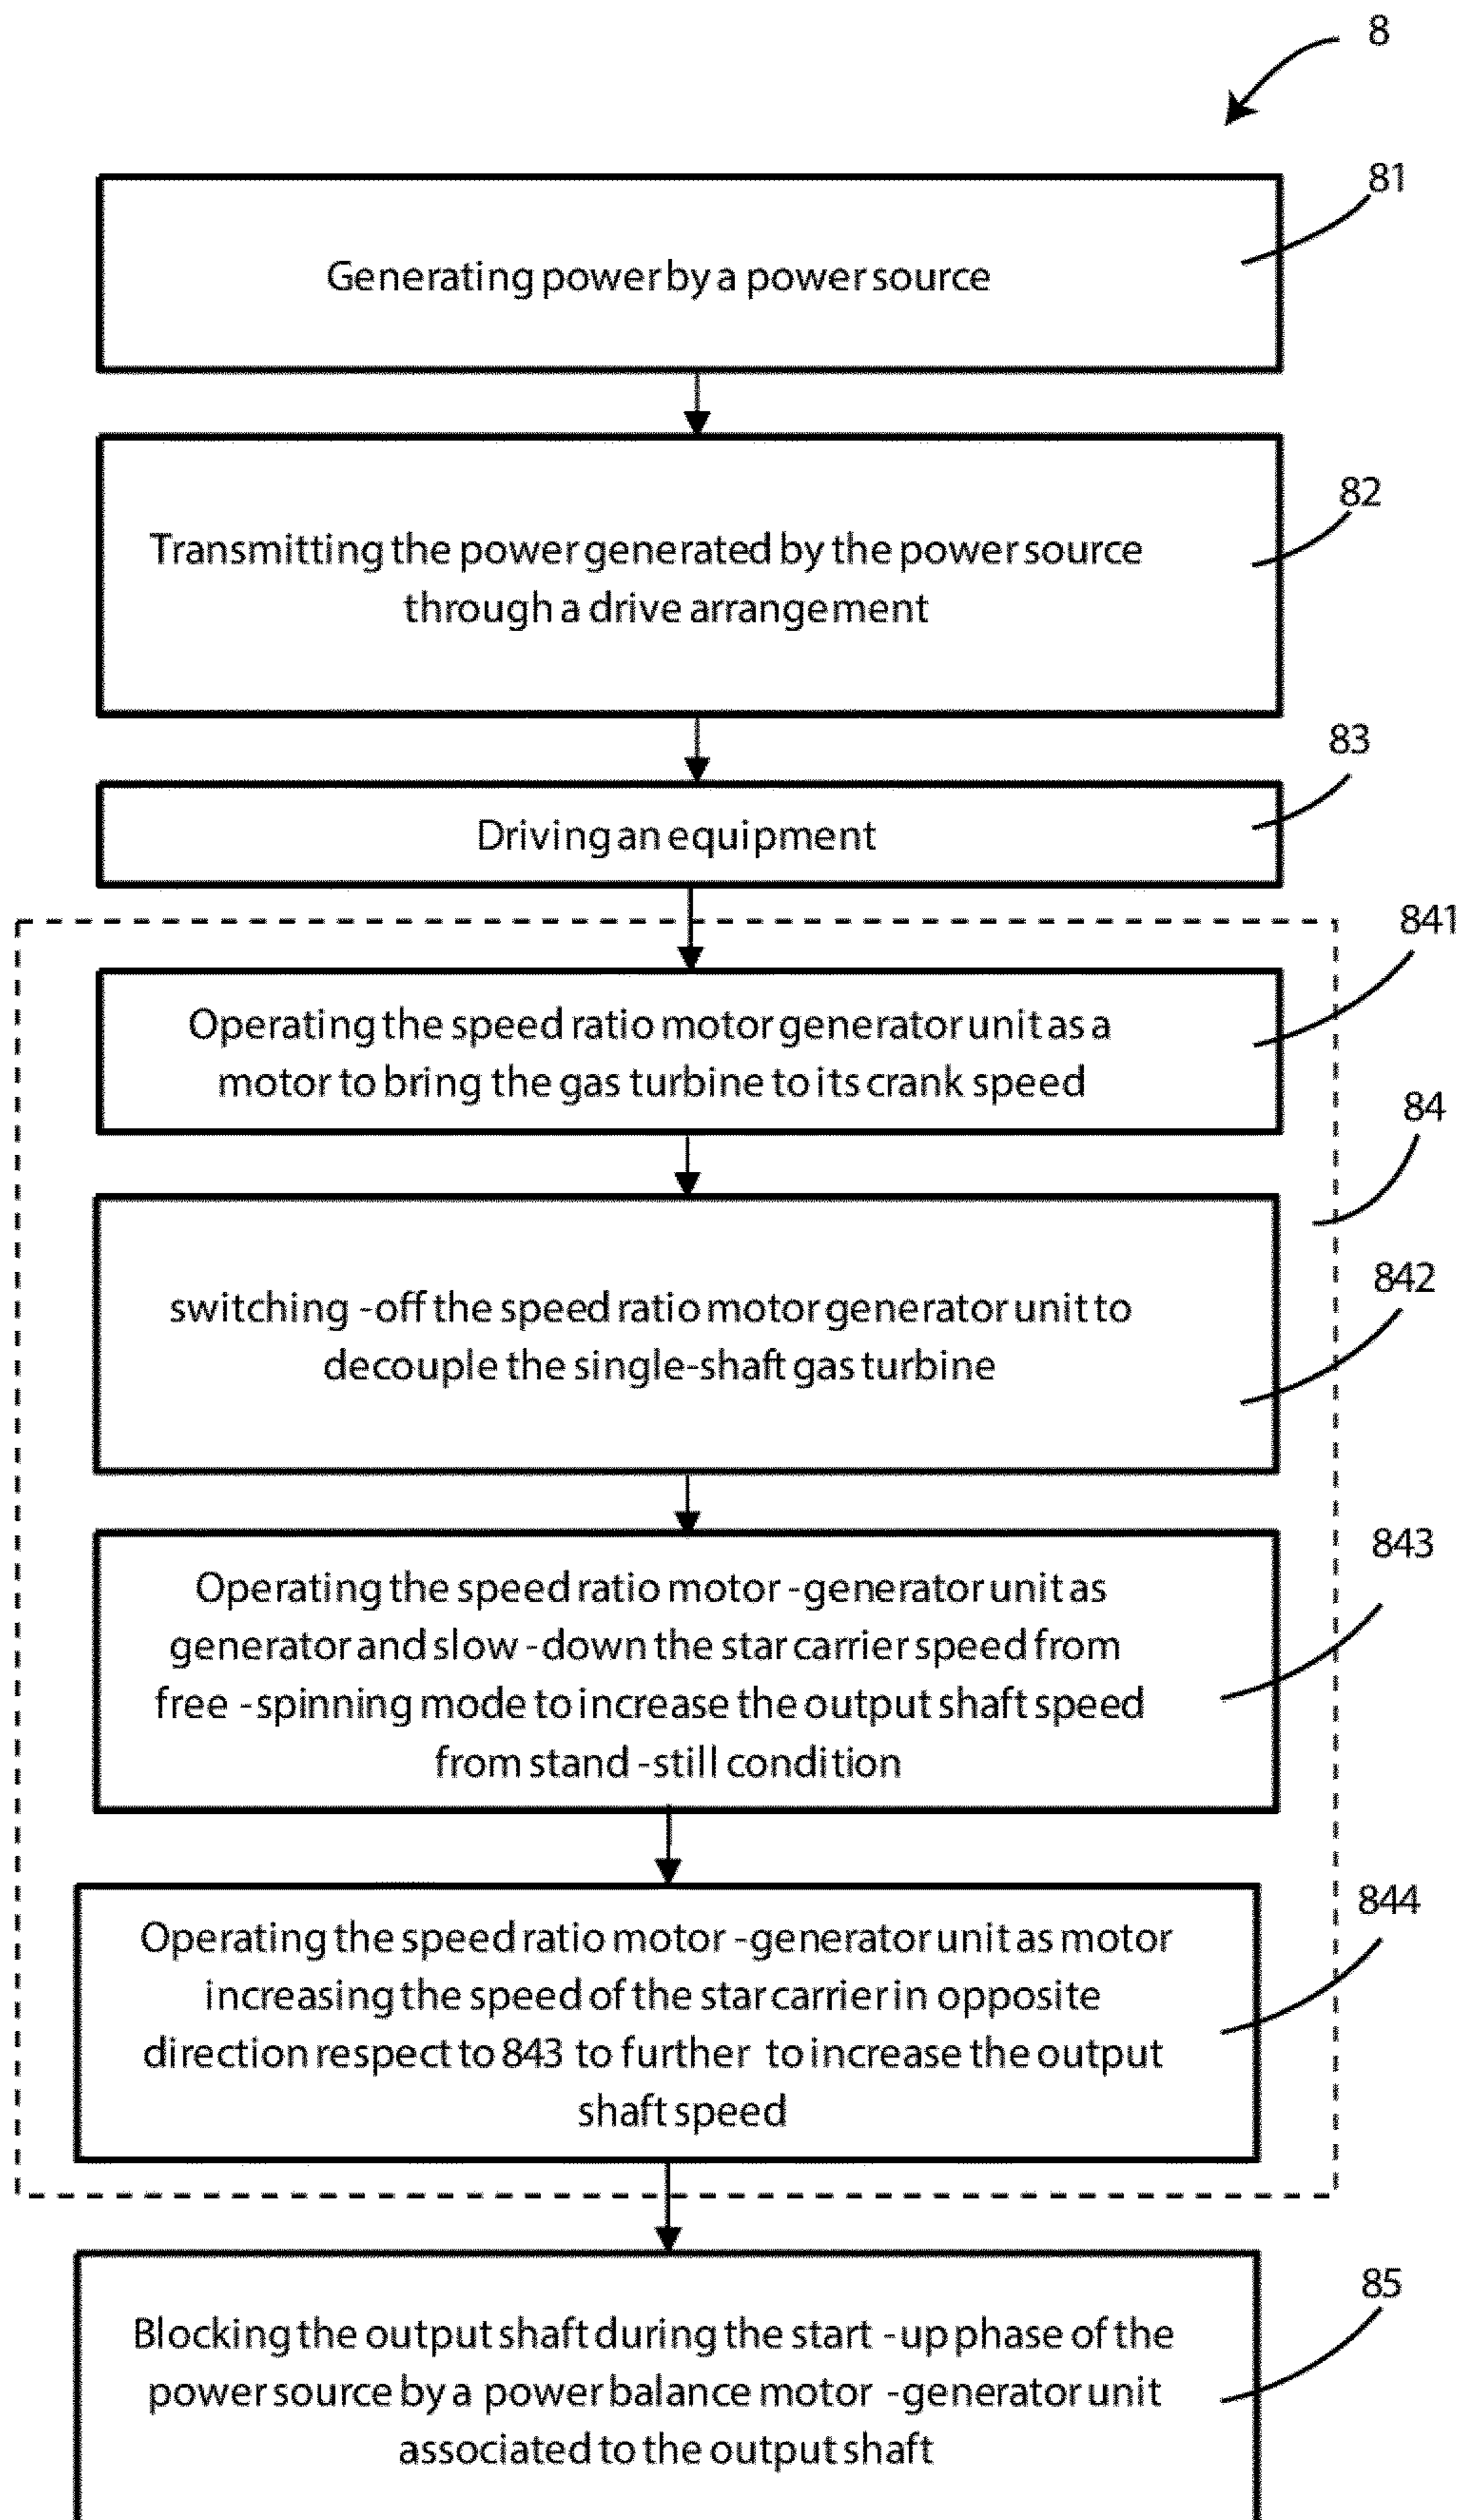 8
81
Generating power by a power source
82
Transmitting the power generated by the power source
through a drive arrangement
83
Driving an equipment
841
Operating the speed ratio motor generator unit as a
motor to bring the gas turbine to its crank speed
84
842
switching -off the speed ratio motor generator unit to
decouple the single-shaft gas turbine
843
Operating the speed ratio motor -generator unit as
generator and slow -down the star carrier speed from
free -spinning mode to increase the output shaft speed
from stand -still condition
844
Operating the speed ratio motor -generator unit as motor
increasing the speed of the star carrier in opposite
direction respect to 843 to further to increase the output
shaft speed
85
Blocking the output shaft during the start -up phase of the
power source by a power balance motor -generator unit
associated to the output shaft